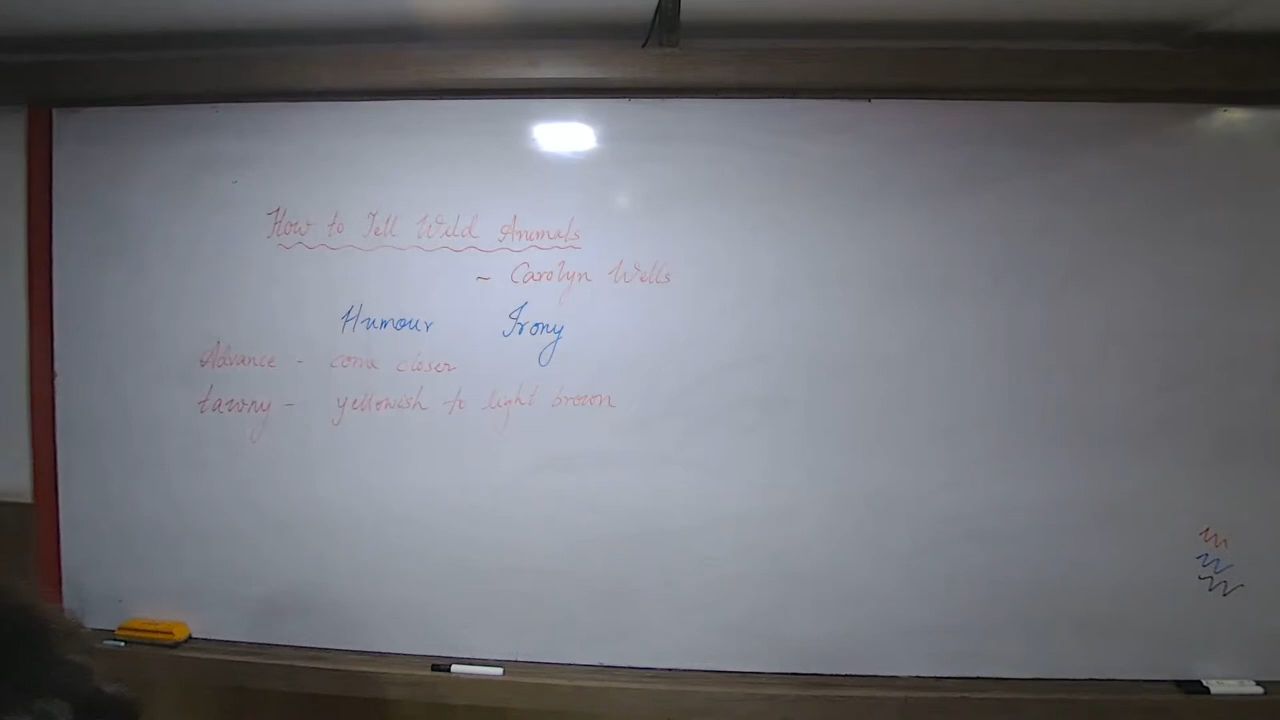 How to Tell Wild Animals
~ Carolyn Wells
Humour Irony
Advance - come closer
tawny - yellowish to light brown